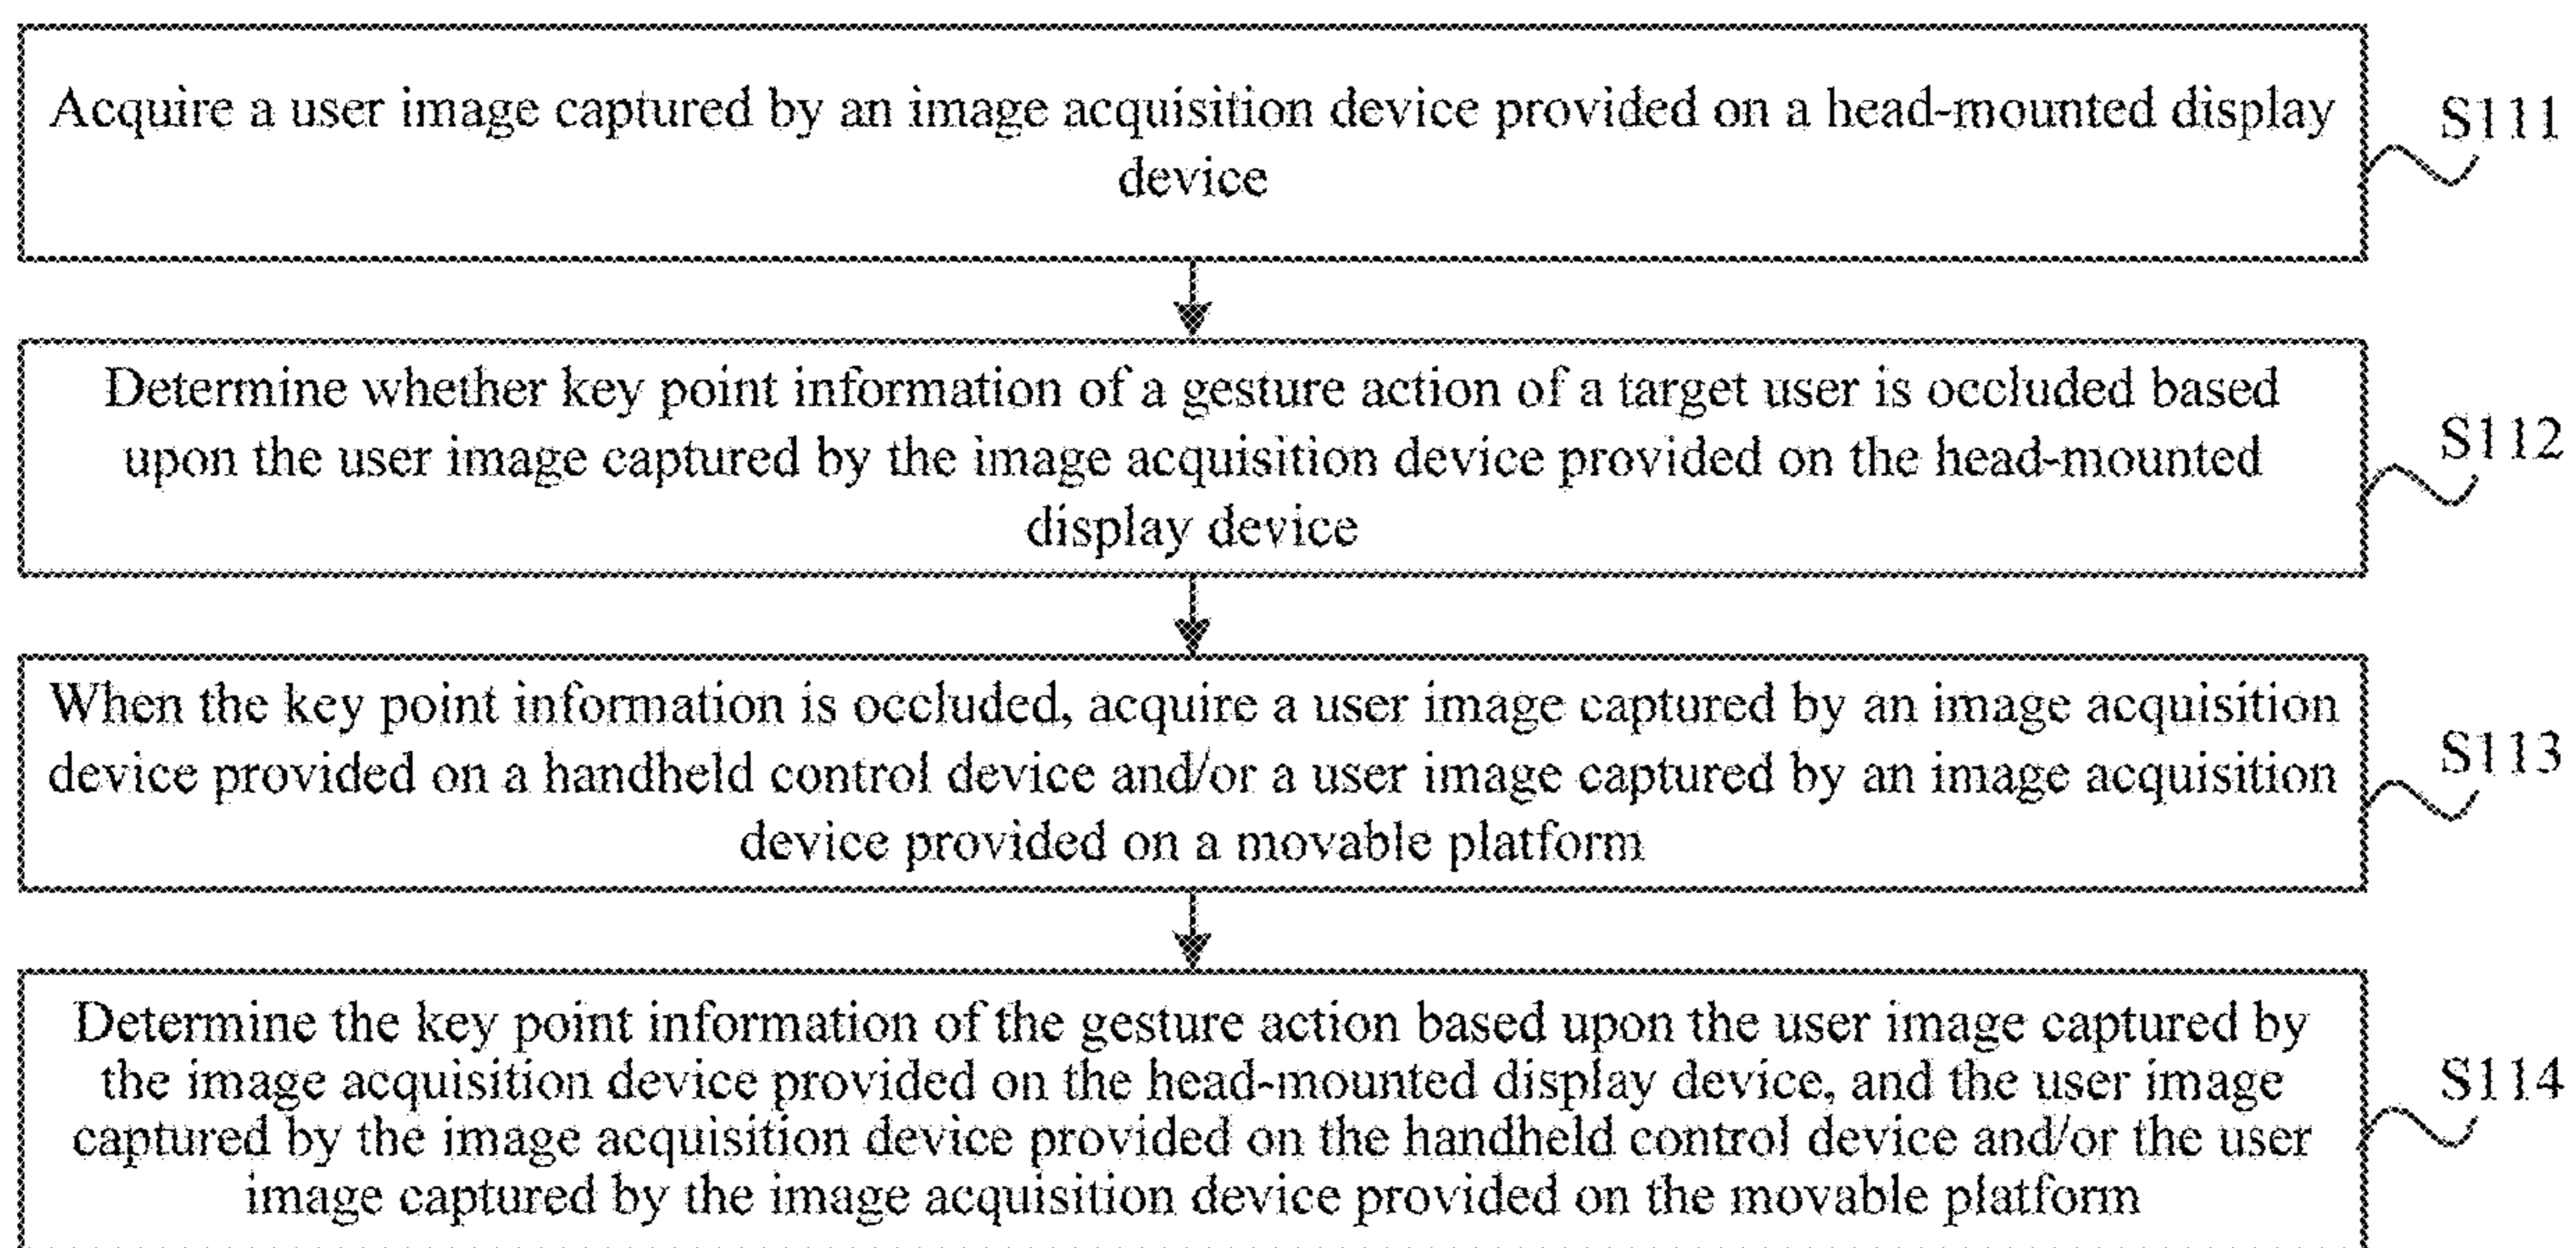 Acquire a user image captured by an image acquisition device provided on a head-mounted display
device
S111
Determine whether key point information of a gesture action of a target user is occluded based
upon the user image captured by the image acquisition device provided on the head-mounted
display device
S112
When the key point information is occluded, acquire a user image captured by an image acquisition
device provided on a handheld control device and/or a user image captured by an image acquisition
device provided on a movable platform
S113
Determine the key point information of the gesture action based upon the user image captured by
the image acquisition device provided on the head-mounted display device, and the user image
captured by the image acquisition device provided on the handheld control device and/or the user
image captured by the image acquisition device provided on the movable platform
S114